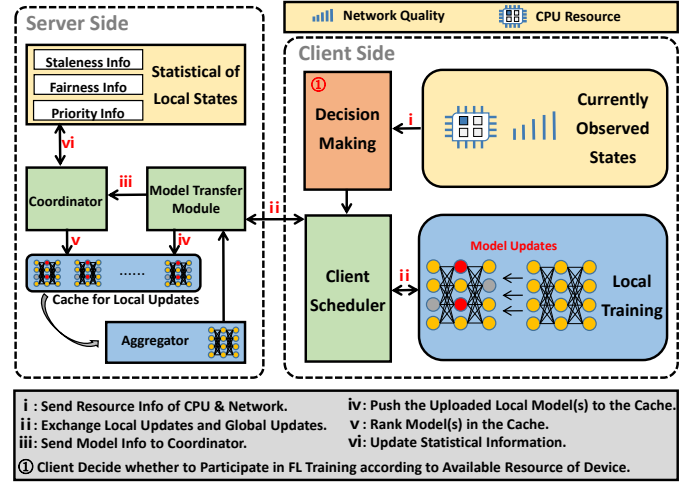 Server Side
Network Quality
CPU Resource
Staleness Info
Fairness Info
Priority Info
Statistical of
Local States
vi
Coordinator
iii
Model Transfer
Module
v
iv
......
Cache for Local Updates
Aggregator
ii
Client Side
①
Decision
Making
i
Currently
Observed
States
Client
Scheduler
ii
Model Updates
Local
Training
i : Send Resource Info of CPU & Network.
ii : Exchange Local Updates and Global Updates.
iii : Send Model Info to Coordinator.
iv : Push the Uploaded Local Model(s) to the Cache.
v : Rank Model(s) in the Cache.
vi : Update Statistical Information.
① Client Decide whether to Participate in FL Training according to Available Resource of Device.